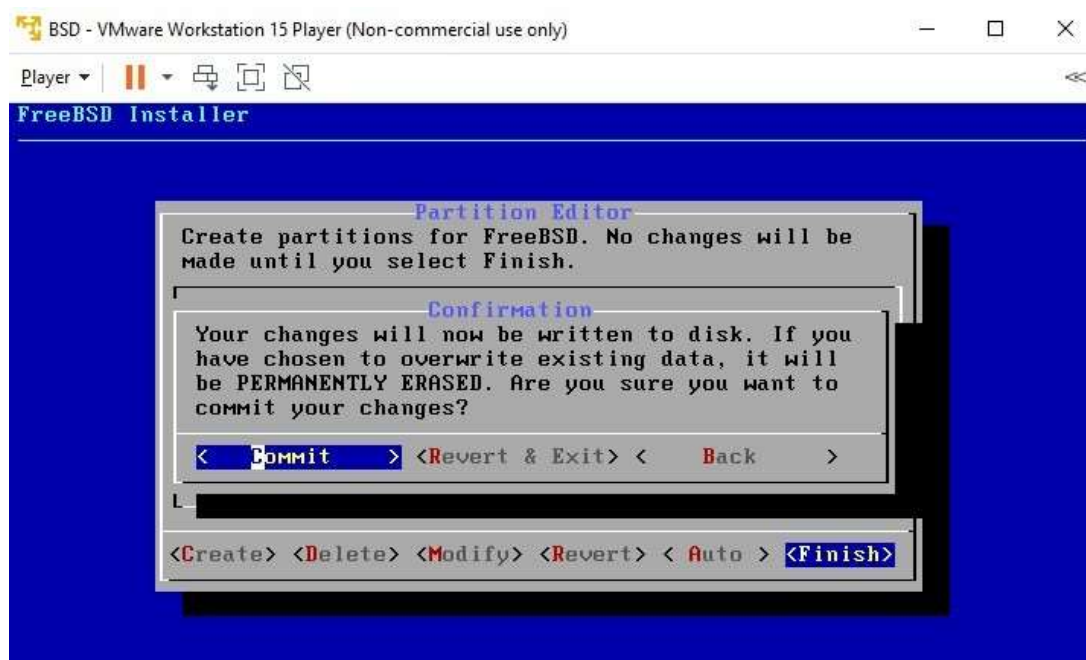 BSD - VMware Workstation 15 Player (Non-commercial use only)
Player
FreeBSD Installer
Partition Editor
Create partitions for FreeBSD. No changes will be
made until you select Finish.
Confirmation
Your changes will now be written to disk. If you
have chosen to overwrite existing data, it will
be PERMANENTLY ERASED. Are you sure you want to
commit your changes?
< Commit > <Revert & Exit> < Back >
<Create> <Delete> <Modify> <Revert> < Auto > <Finish>